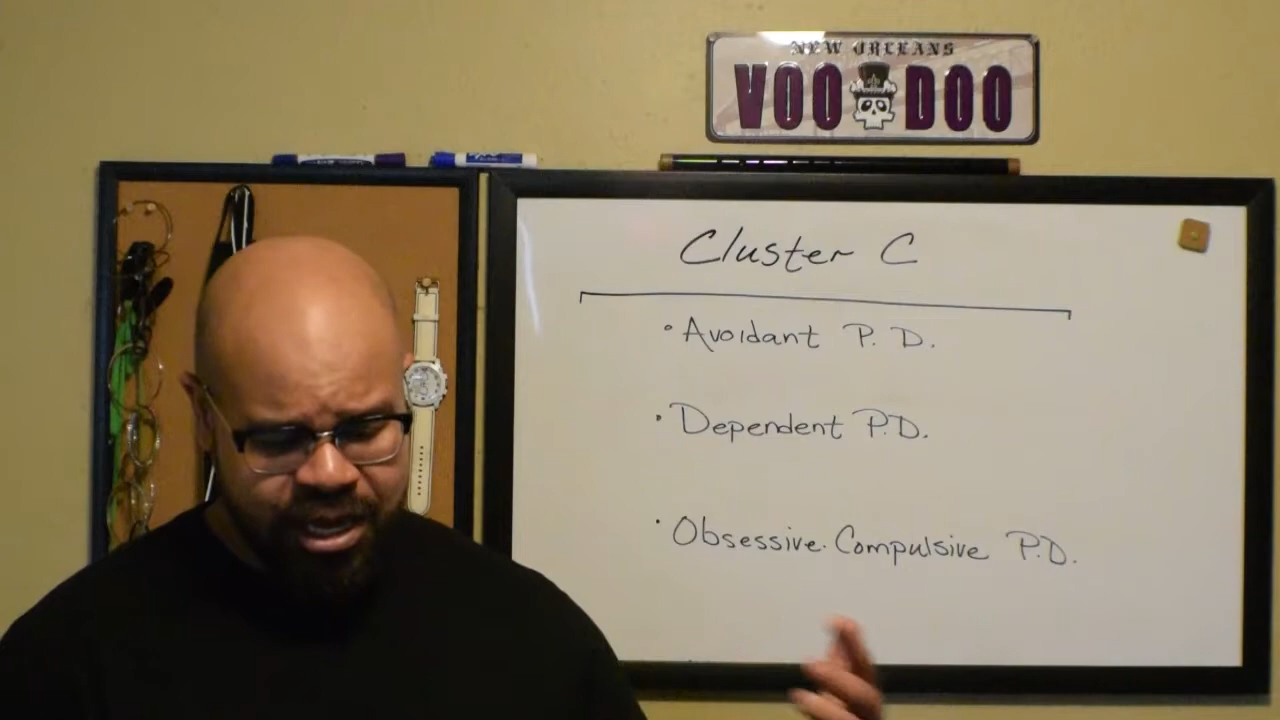 NEW ORLEANS
VOODOO
Cluster C
• Avoidant P. D.
• Dependent P.D.
• Obsessive-Compulsive P.D.